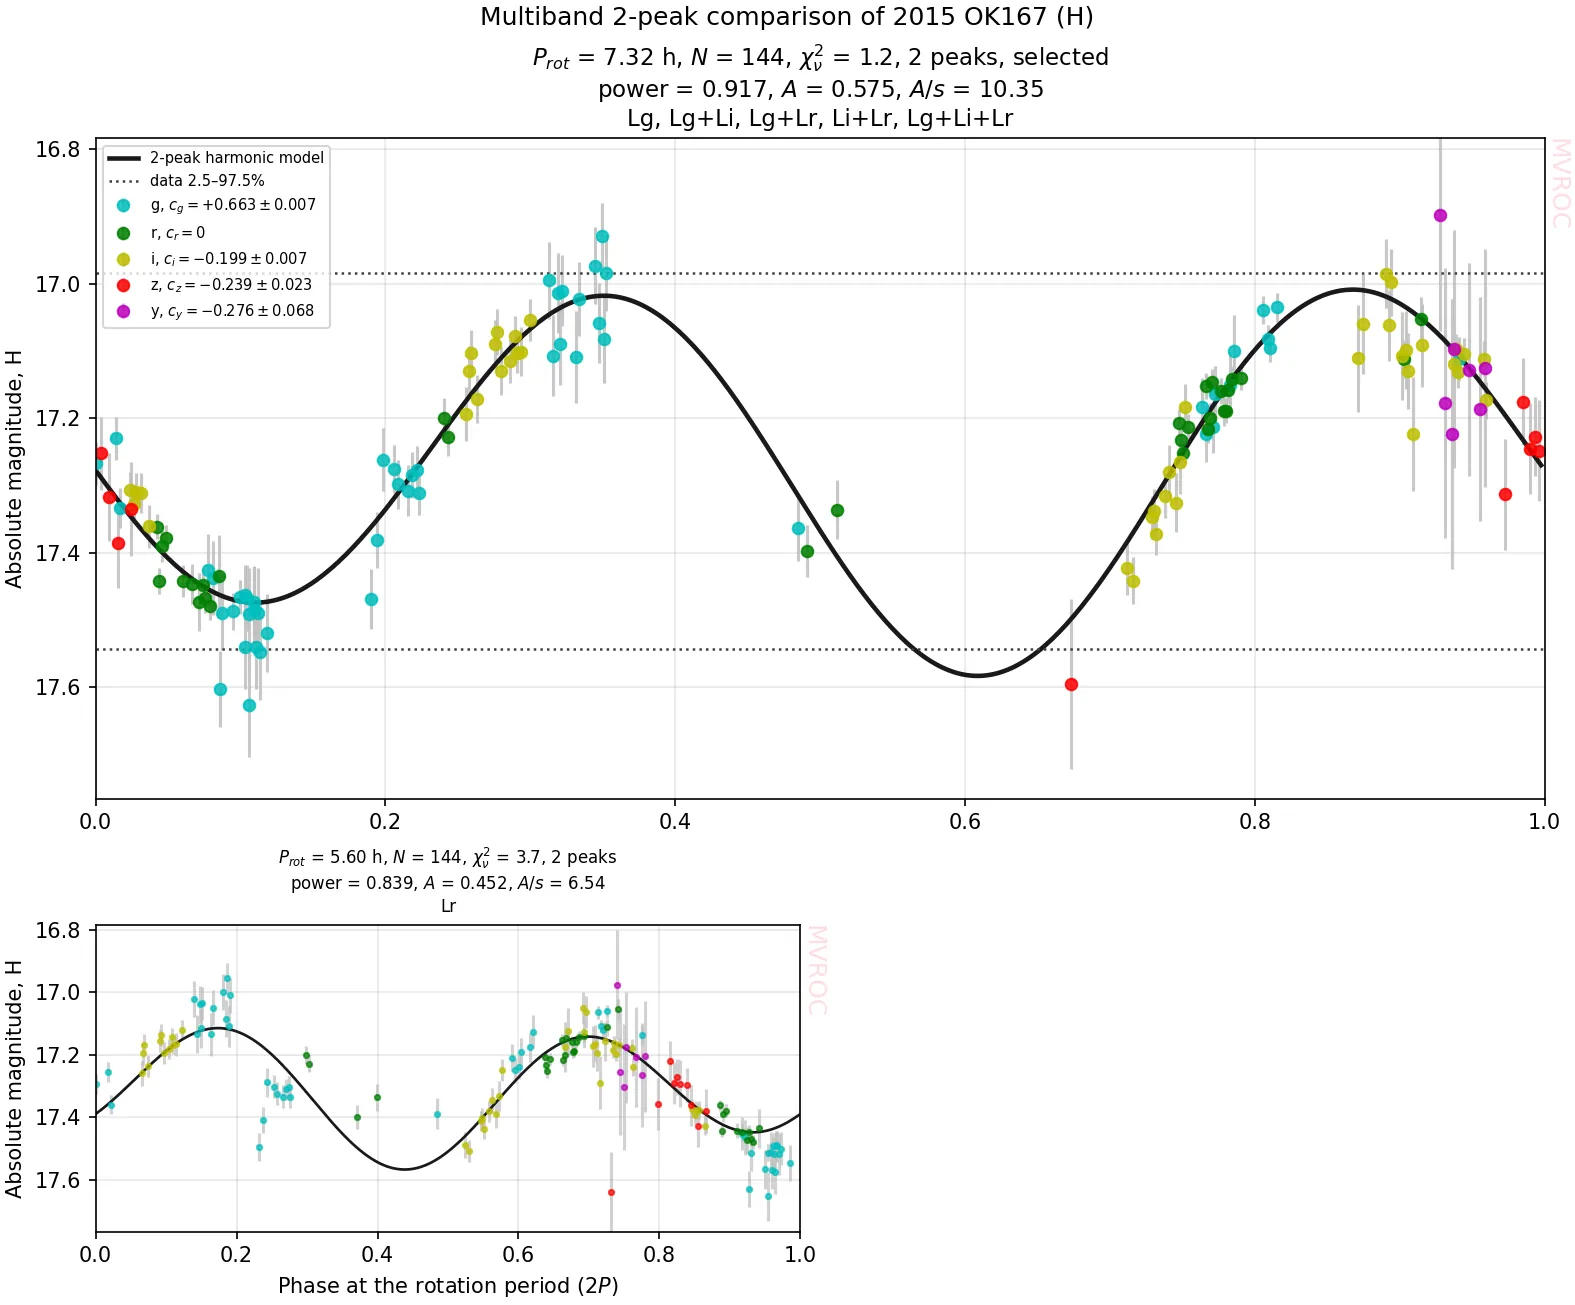 Multiband 2-peak comparison of 2015 OK167 (H)
P_rot = 7.32 h, N = 144, χ²_ν = 1.2, 2 peaks, selected
power = 0.917, A = 0.575, A/s = 10.35
Lg, Lg+Li, Lg+Lr, Li+Lr, Lg+Li+Lr
2-peak harmonic model
data 2.5–97.5%
g, c_g = +0.663 ± 0.007
r, c_r = 0
i, c_i = −0.199 ± 0.007
z, c_z = −0.239 ± 0.023
y, c_y = −0.276 ± 0.068
MVROC
Absolute magnitude, H
16.8
17.0
17.2
17.4
17.6
0.0 0.2 0.4 0.6 0.8 1.0
P_rot = 5.60 h, N = 144, χ²_ν = 3.7, 2 peaks
power = 0.839, A = 0.452, A/s = 6.54
Lr
MVROC
Absolute magnitude, H
16.8
17.0
17.2
17.4
17.6
0.0 0.2 0.4 0.6 0.8 1.0
Phase at the rotation period (2P)